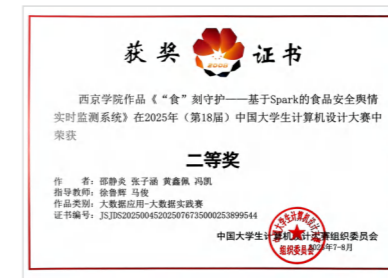 获奖证书
西京学院作品《“食”刻守护——基于Spark的食品安全舆情
实时监测系统》在2025年（第18届）中国大学生计算机设计大赛中
荣获
二等奖
作　　者：邵静炎 张子涵 黄鑫佩 冯凯
指导教师：徐鲁辉 马俊
作品类别：大数据应用-大数据实践赛
证书编号：JSJDS202500452025076735000253899544
中国大学生计算机设计大赛组织委员会
2025年7-8月